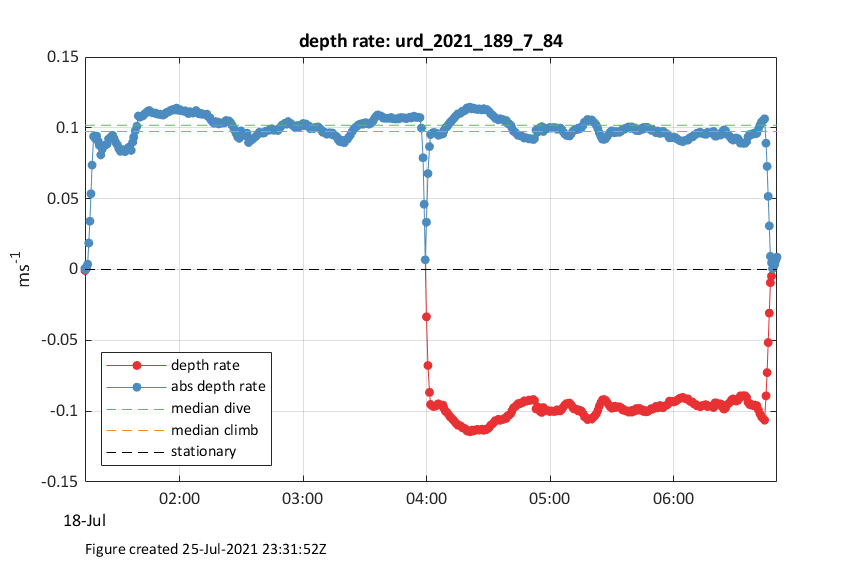 depth rate: urd_2021_189_7_84
0.15
0.1
0.05
0
-0.05
-0.1
-0.15
ms-1
depth rate
abs depth rate
median dive
median climb
stationary
02:00 03:00 04:00 05:00 06:00
18-Jul
Figure created 25-Jul-2021 23:31:52Z